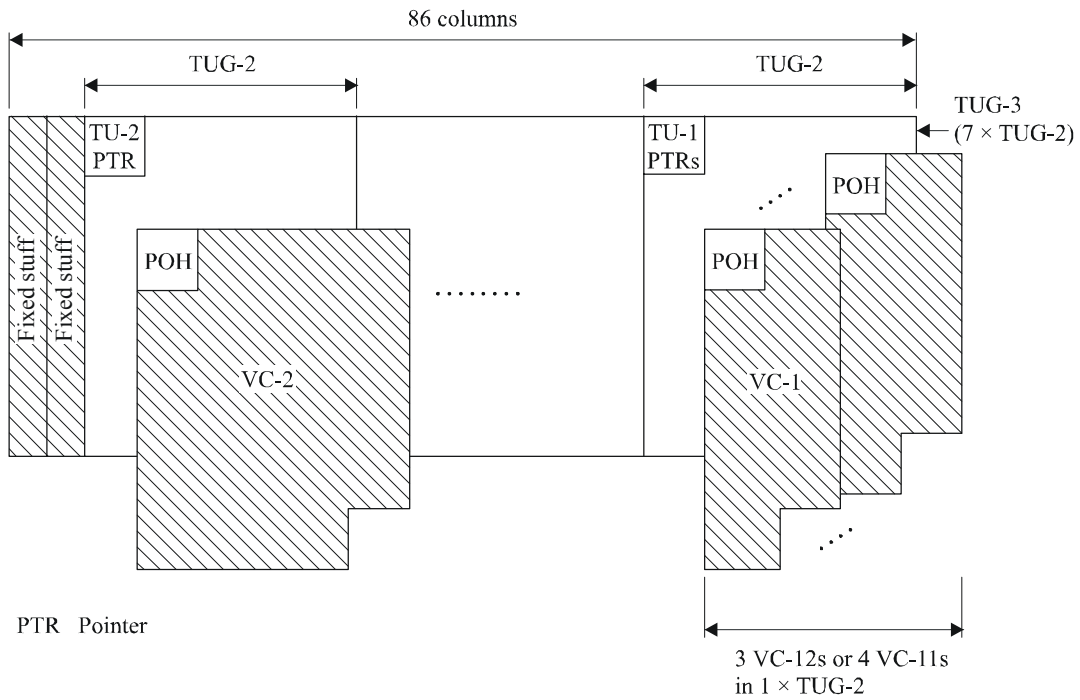 86 columns
TUG-2
TUG-2
TUG-3
(7 × TUG-2)
TU-2
PTR
TU-1
PTRs
POH
POH
POH
Fixed stuff
Fixed stuff
VC-2
VC-1
PTR Pointer
3 VC-12s or 4 VC-11s
in 1 × TUG-2